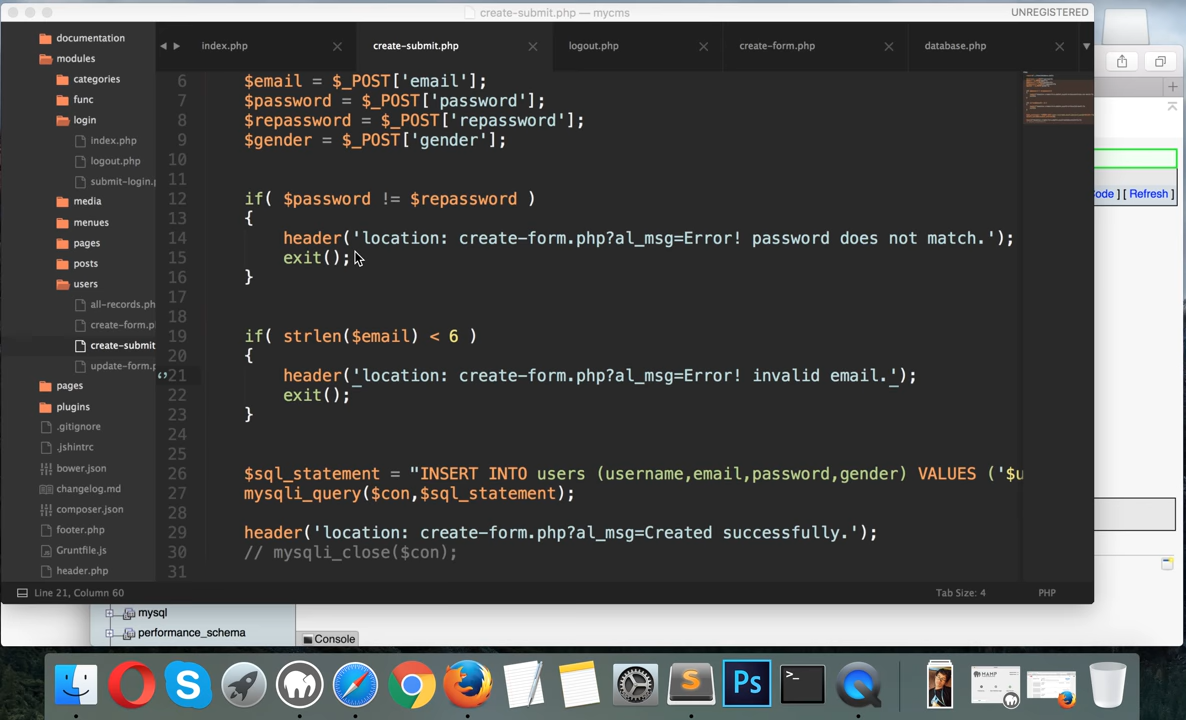 create-submit.php — mycms
UNREGISTERED
index.php
create-submit.php
logout.php
create-form.php
database.php
documentation
modules
categories
func
login
index.php
logout.php
submit-login.p
media
menues
pages
posts
users
all-records.ph
create-form.p
create-submit
update-form.p
pages
plugins
.gitignore
.jshintrc
bower.json
changelog.md
composer.json
footer.php
Gruntfile.js
header.php
6 $email = $_POST['email'];
7 $password = $_POST['password'];
8 $repassword = $_POST['repassword'];
9 $gender = $_POST['gender'];
10
11
12 if( $password != $repassword )
13 {
14 header('location: create-form.php?al_msg=Error! password does not match.');
15 exit();
16 }
17
18
19 if( strlen($email) < 6 )
20 {
21 header('location: create-form.php?al_msg=Error! invalid email.');
22 exit();
23 }
24
25
26 $sql_statement = "INSERT INTO users (username,email,password,gender) VALUES ('$u
27 mysqli_query($con,$sql_statement);
28
29 header('location: create-form.php?al_msg=Created successfully.');
30 // mysqli_close($con);
31
Line 21, Column 60
Tab Size: 4
PHP
ode ] [ Refresh ]
mysql
performance_schema
Console
S
Ps
>_
MAMP